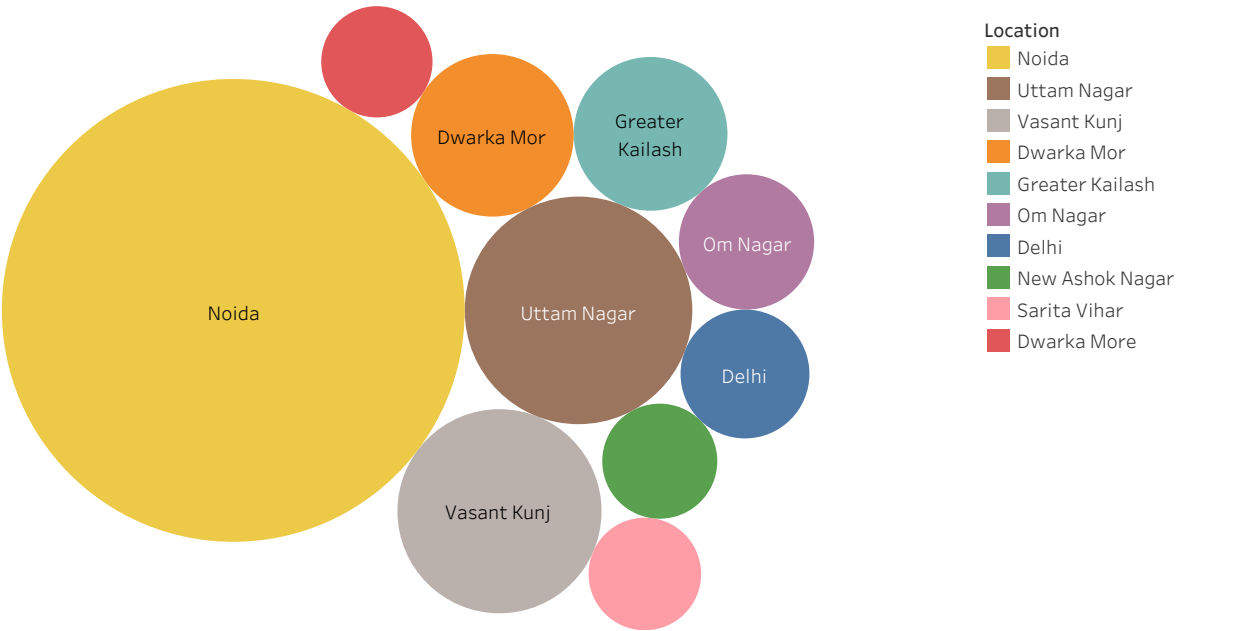 Dwarka Mor
Greater
Kailash
Om Nagar
Noida
Uttam Nagar
Delhi
Vasant Kunj
Location
Noida
Uttam Nagar
Vasant Kunj
Dwarka Mor
Greater Kailash
Om Nagar
Delhi
New Ashok Nagar
Sarita Vihar
Dwarka More